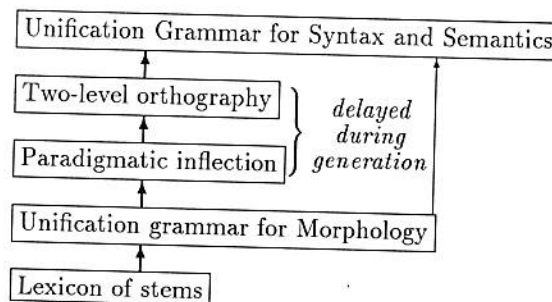 Unification Grammar for Syntax and Semantics
Two-level orthography
delayed
during
generation
Paradigmatic inflection
Unification grammar for Morphology
Lexicon of stems